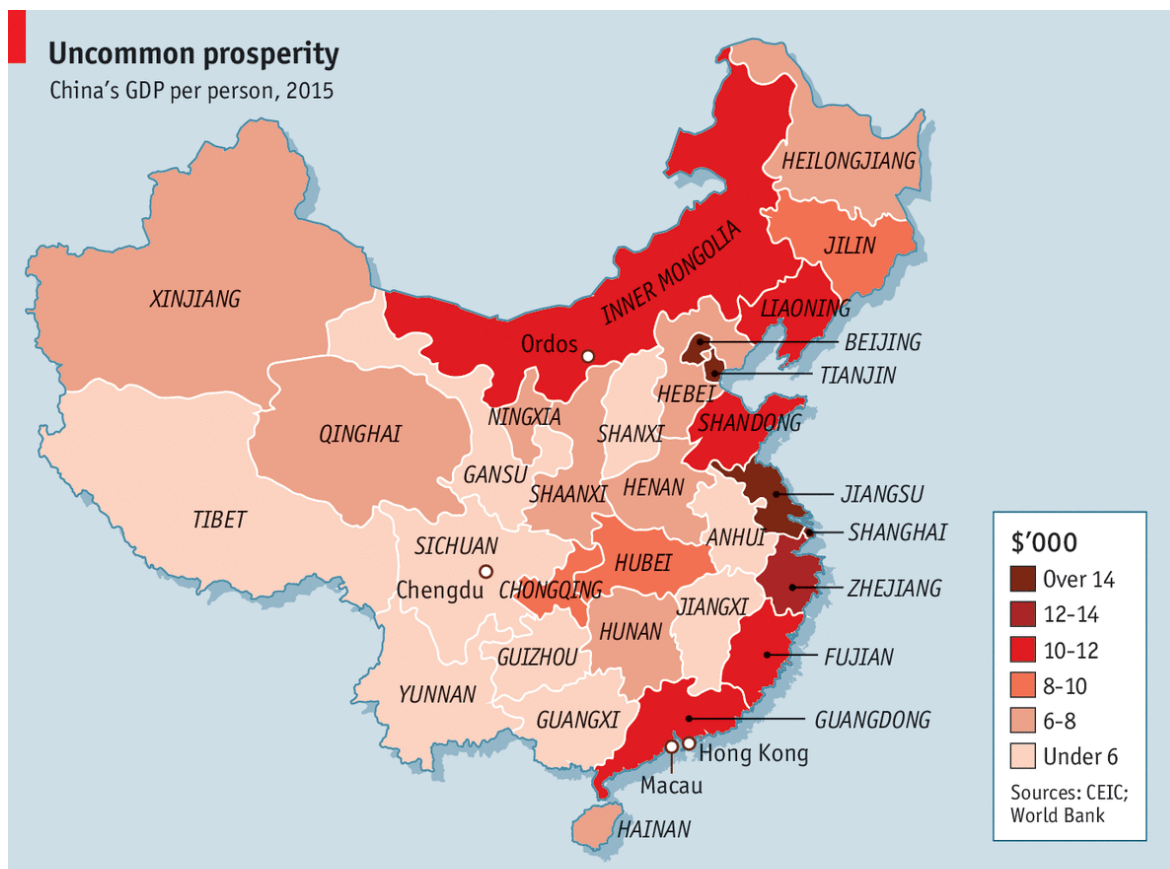 Uncommon prosperity
China's GDP per person, 2015
HEILONGJIANG
JILIN
INNER MONGOLIA
XINJIANG
LIAONING
Ordos
BEIJING
TIANJIN
HEBEI
NINGXIA
SHANDONG
QINGHAI
SHANXI
GANSU
SHAANXI
HENAN
JIANGSU
TIBET
SHANGHAI
ANHUI
SICHUAN
HUBEI
Chengdu
CHONGQING
ZHEJIANG
JIANGXI
HUNAN
GUIZHOU
FUJIAN
YUNNAN
GUANGXI
GUANGDONG
Hong Kong
Macau
HAINAN
$'000
Over 14
12-14
10-12
8-10
6-8
Under 6
Sources: CEIC;
World Bank